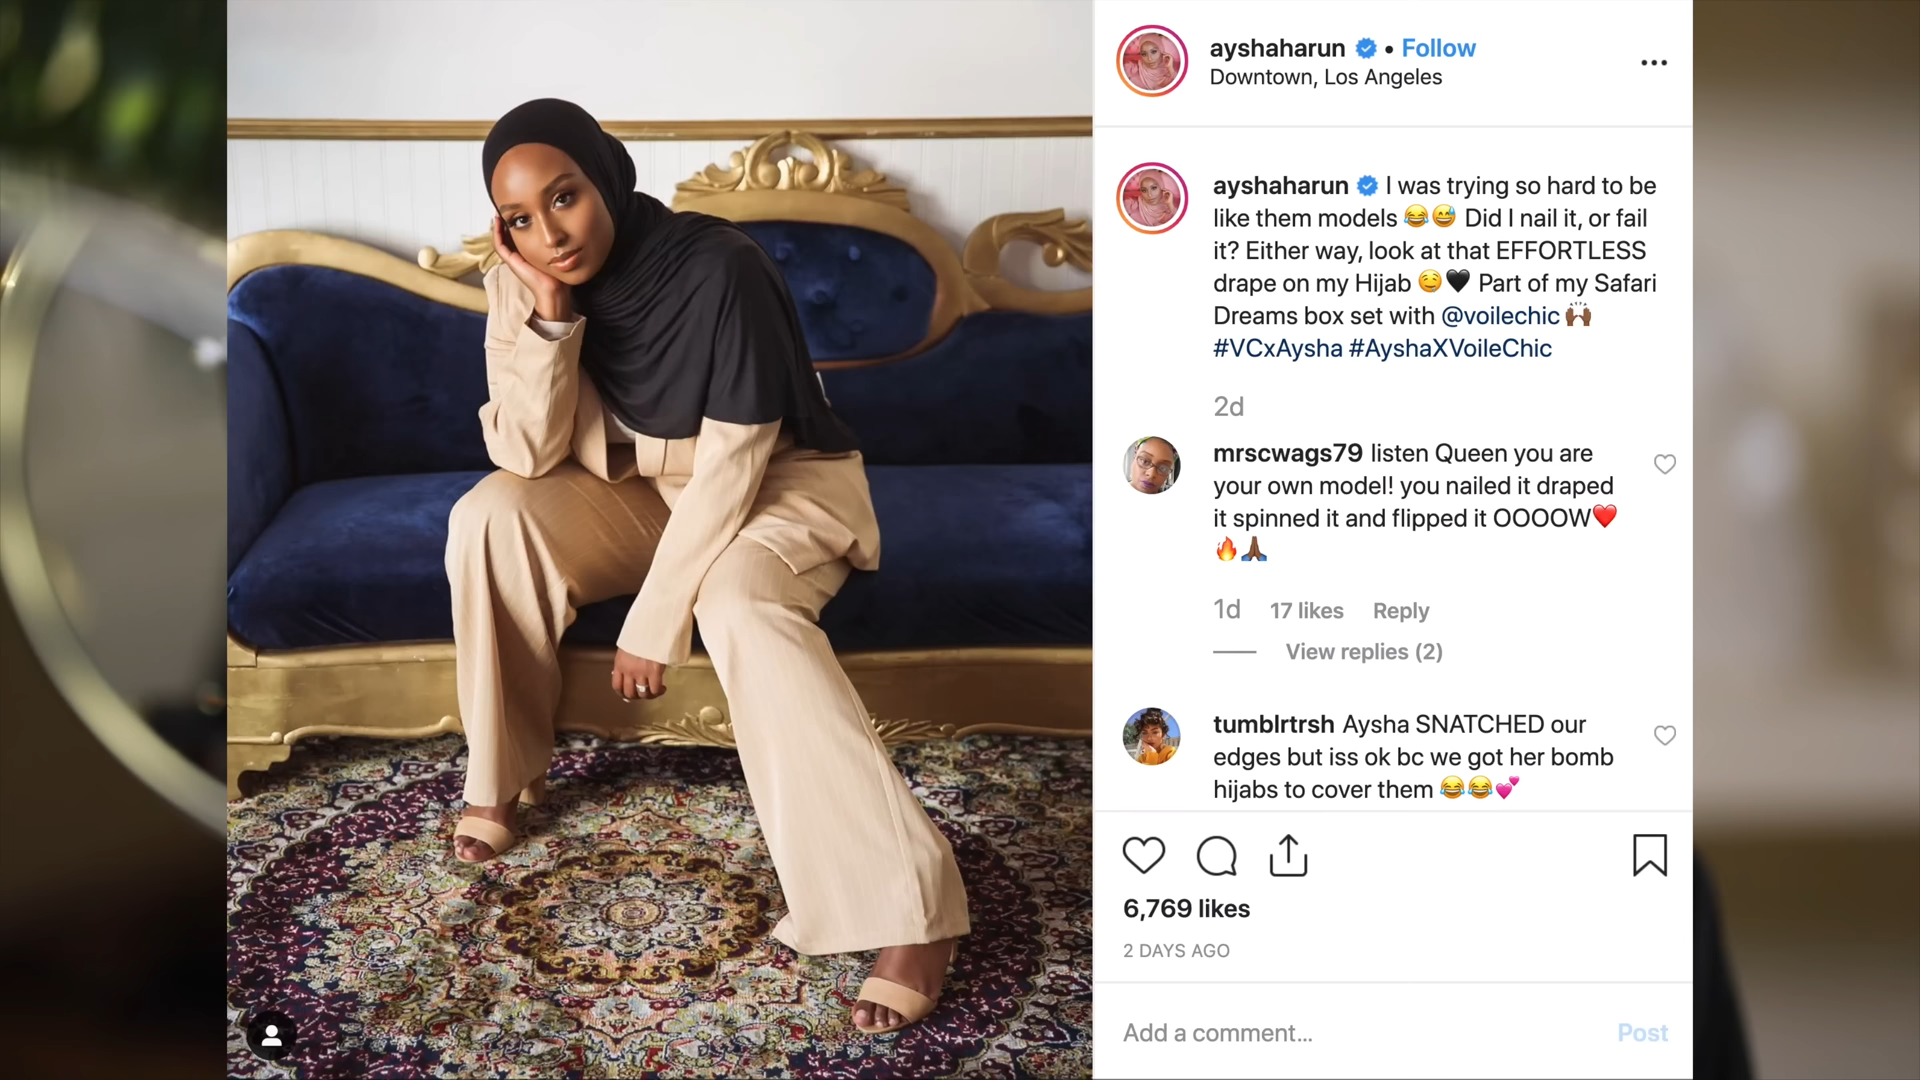 ayshaharun • Follow
Downtown, Los Angeles
ayshaharun I was trying so hard to be
like them models 😂😅 Did I nail it, or fail
it? Either way, look at that EFFORTLESS
drape on my Hijab 🤤🖤 Part of my Safari
Dreams box set with @voilechic 🙌🏾
#VCxAysha #AyshaXVoileChic
2d
mrscwags79 listen Queen you are
your own model! you nailed it draped
it spinned it and flipped it OOOOW❤️
🔥🙏🏾
1d 17 likes Reply
View replies (2)
tumblrtrsh Aysha SNATCHED our
edges but iss ok bc we got her bomb
hijabs to cover them 😂😂💕
6,769 likes
2 DAYS AGO
Add a comment... Post